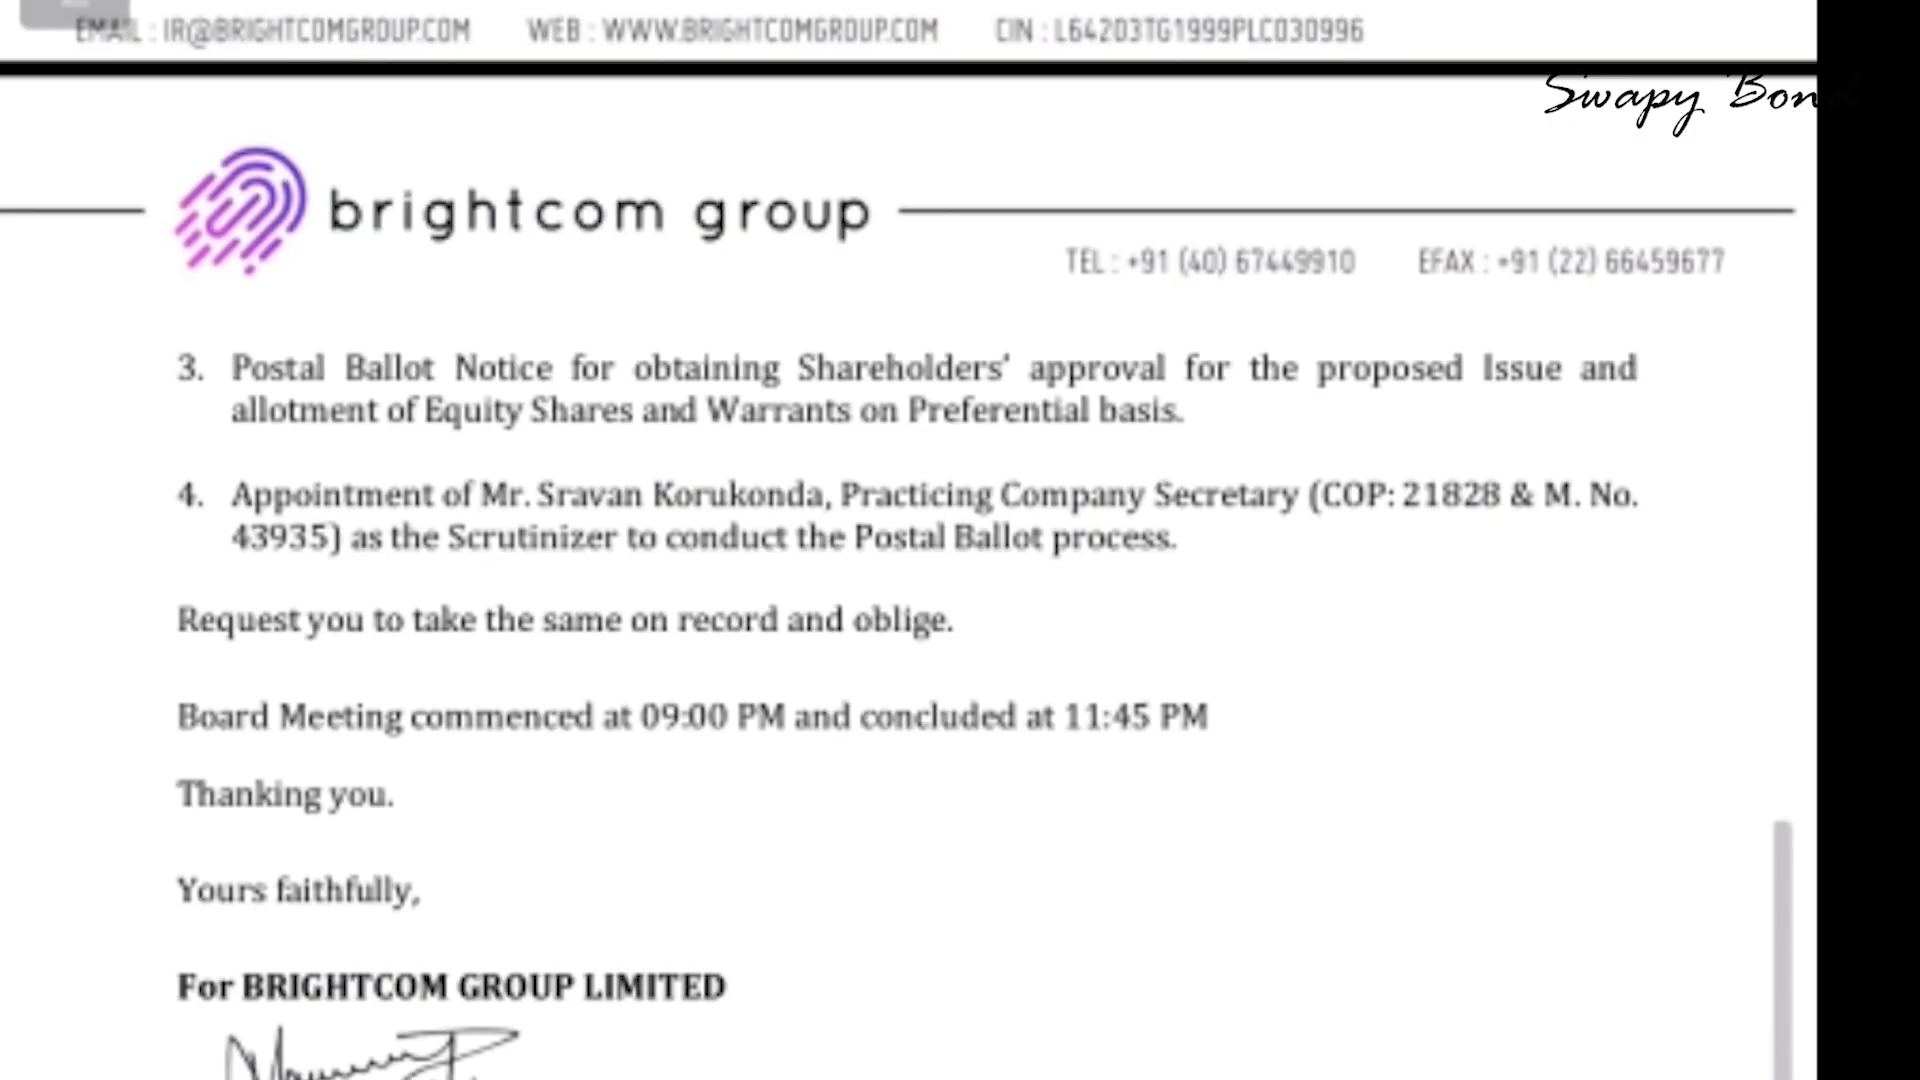 EMAIL : IR@BRIGHTCOMGROUP.COM WEB : WWW.BRIGHTCOMGROUP.COM CIN : L64203TG1999PLC030996
Swapy Bond
brightcom group
TEL : +91 (40) 67449910 EFAX : +91 (22) 66459677
3. Postal Ballot Notice for obtaining Shareholders' approval for the proposed Issue and
allotment of Equity Shares and Warrants on Preferential basis.
4. Appointment of Mr. Sravan Korukonda, Practicing Company Secretary (COP: 21828 & M. No.
43935) as the Scrutinizer to conduct the Postal Ballot process.
Request you to take the same on record and oblige.
Board Meeting commenced at 09:00 PM and concluded at 11:45 PM
Thanking you.
Yours faithfully,
For BRIGHTCOM GROUP LIMITED